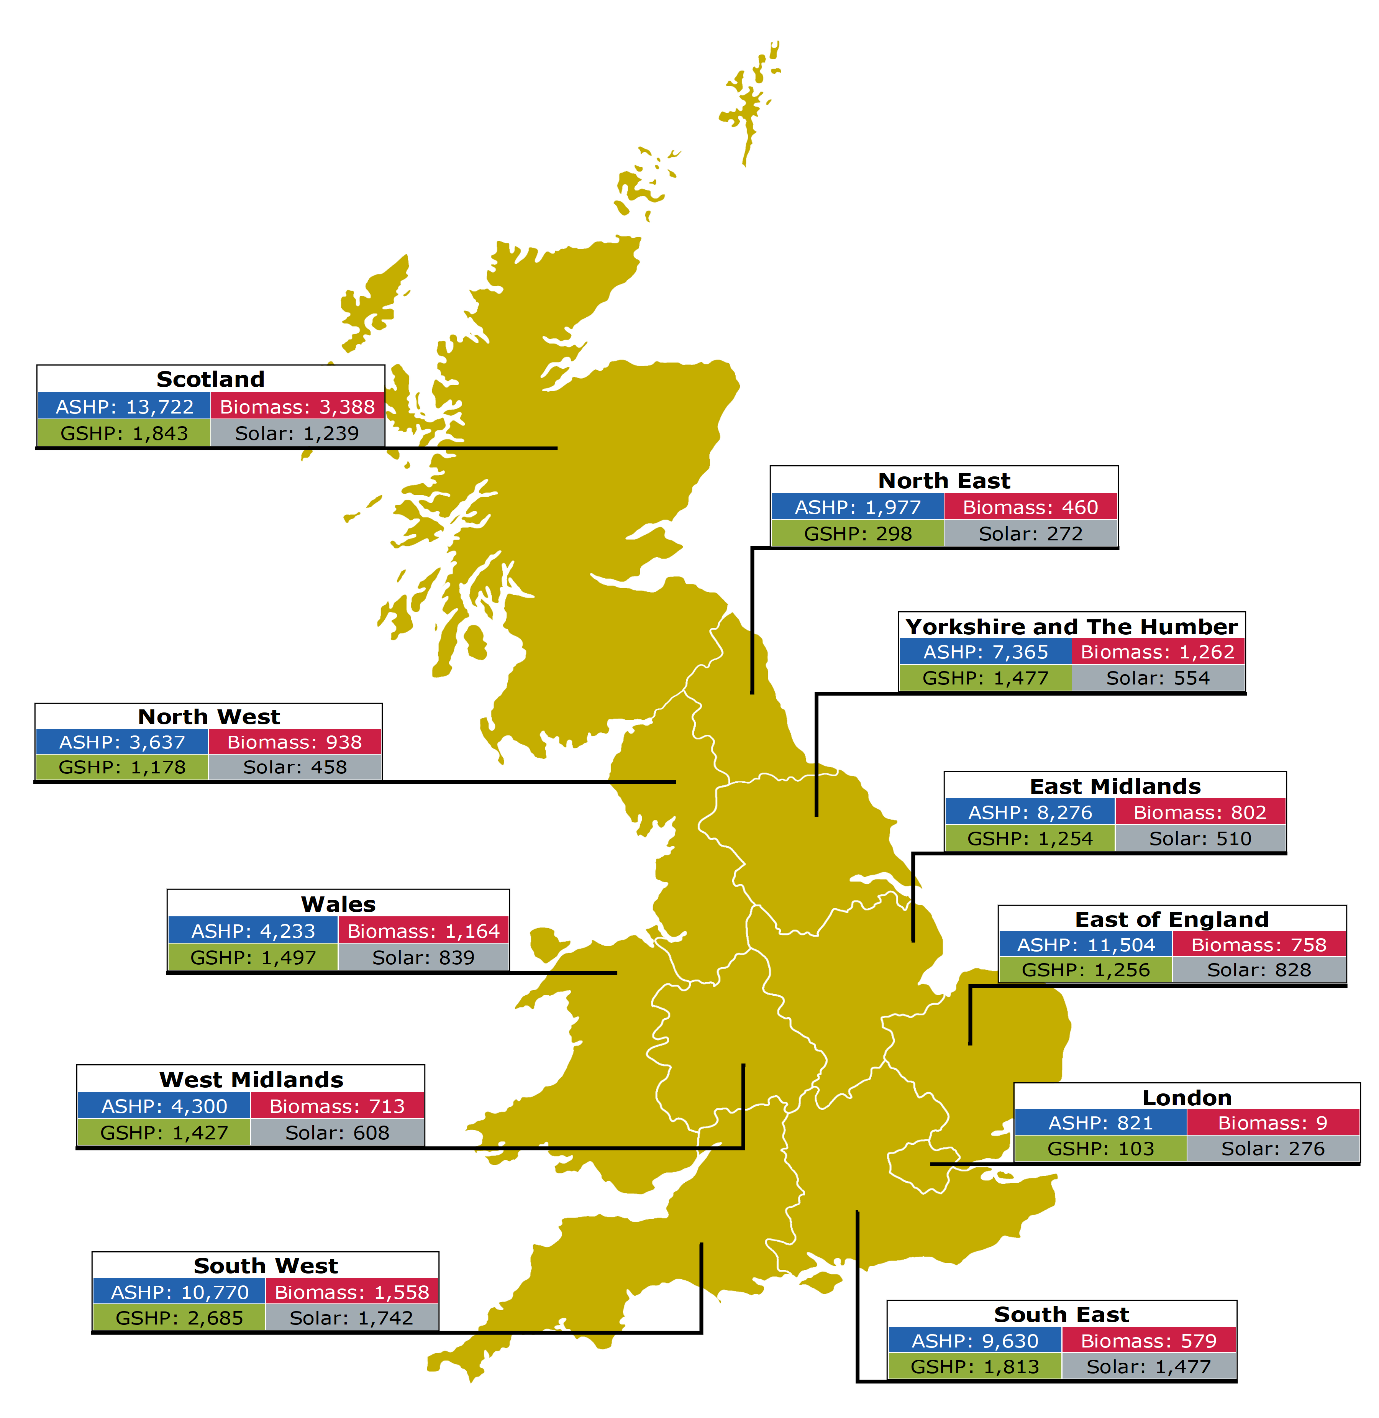 Scotland
ASHP: 13,722 Biomass: 3,388
GSHP: 1,843 Solar: 1,239
North East
ASHP: 1,977 Biomass: 460
GSHP: 298 Solar: 272
Yorkshire and The Humber
ASHP: 7,365 Biomass: 1,262
GSHP: 1,477 Solar: 554
North West
ASHP: 3,637 Biomass: 938
GSHP: 1,178 Solar: 458
East Midlands
ASHP: 8,276 Biomass: 802
GSHP: 1,254 Solar: 510
Wales
ASHP: 4,233 Biomass: 1,164
GSHP: 1,497 Solar: 839
East of England
ASHP: 11,504 Biomass: 758
GSHP: 1,256 Solar: 828
West Midlands
ASHP: 4,300 Biomass: 713
GSHP: 1,427 Solar: 608
London
ASHP: 821 Biomass: 9
GSHP: 103 Solar: 276
South West
ASHP: 10,770 Biomass: 1,558
GSHP: 2,685 Solar: 1,742
South East
ASHP: 9,630 Biomass: 579
GSHP: 1,813 Solar: 1,477